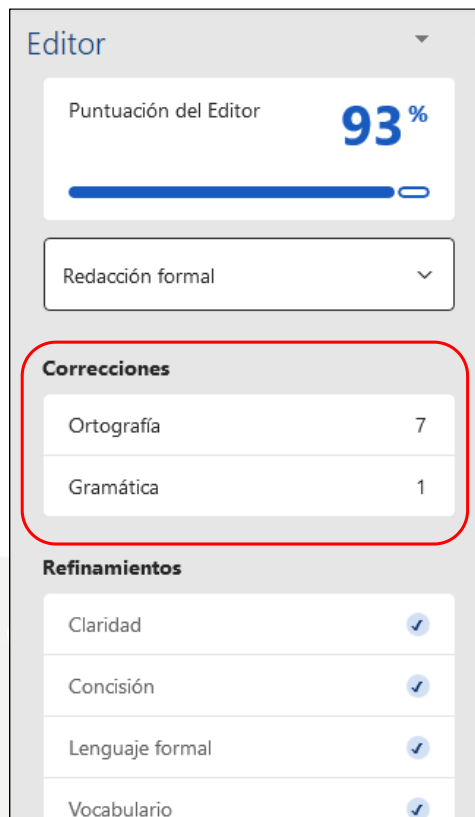 Editor
Puntuación del Editor
93%
Redacción formal
Correcciones
Ortografía 7
Gramática 1
Refinamientos
Claridad
Concisión
Lenguaje formal
Vocabulario